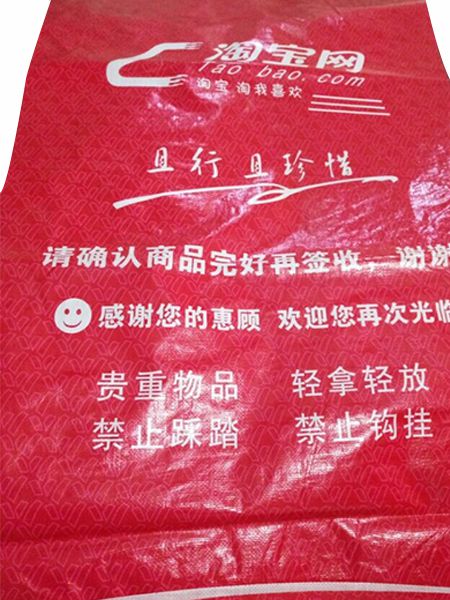 淘宝网
Tao bao.com
淘宝 淘我喜欢
且行且珍惜
请确认商品完好再签收，谢谢
感谢您的惠顾 欢迎您再次光临
贵重物品 轻拿轻放
禁止踩踏 禁止钩挂